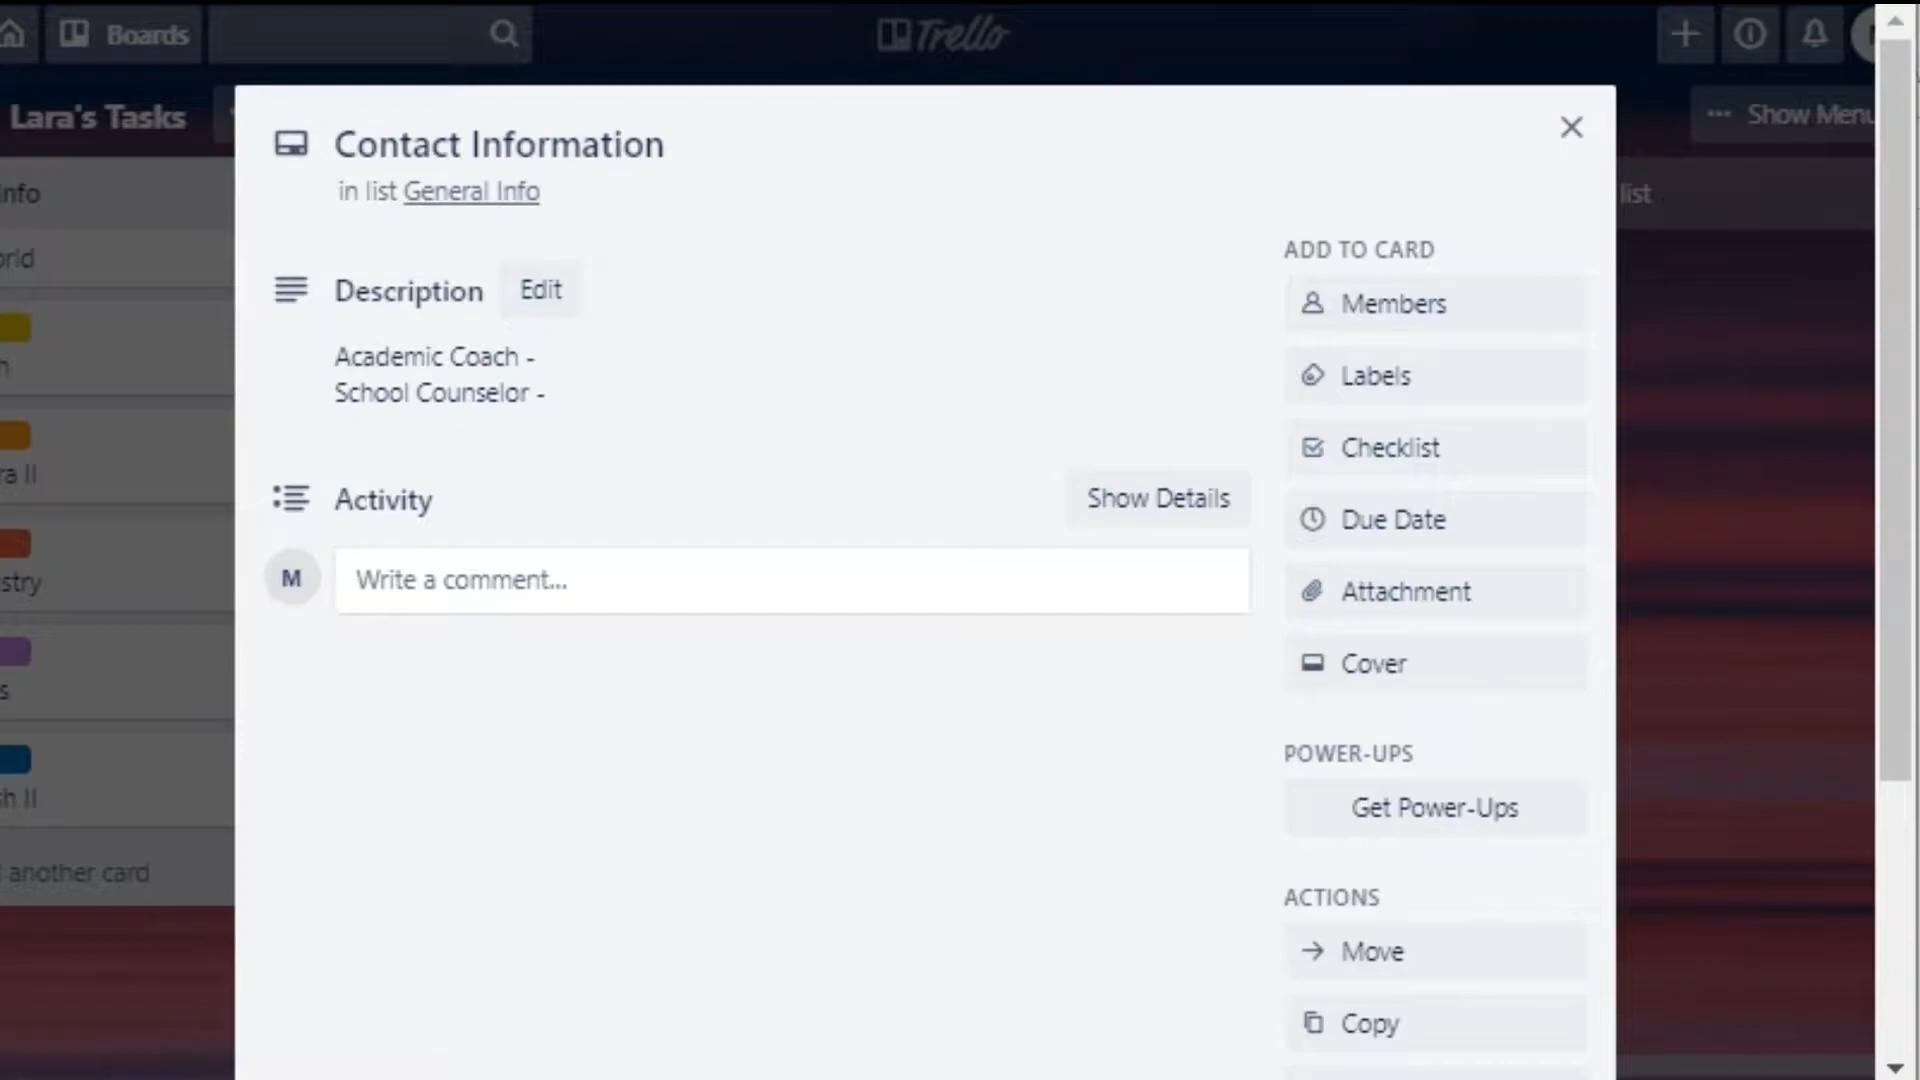 Boards
Trello
Lara's Tasks
Show Menu
Contact Information
in list General Info
list
ADD TO CARD
Description Edit
Members
Academic Coach -
School Counselor -
Labels
Checklist
Activity
Show Details
Due Date
M
Write a comment...
Attachment
Cover
POWER-UPS
Get Power-Ups
another card
ACTIONS
Move
Copy